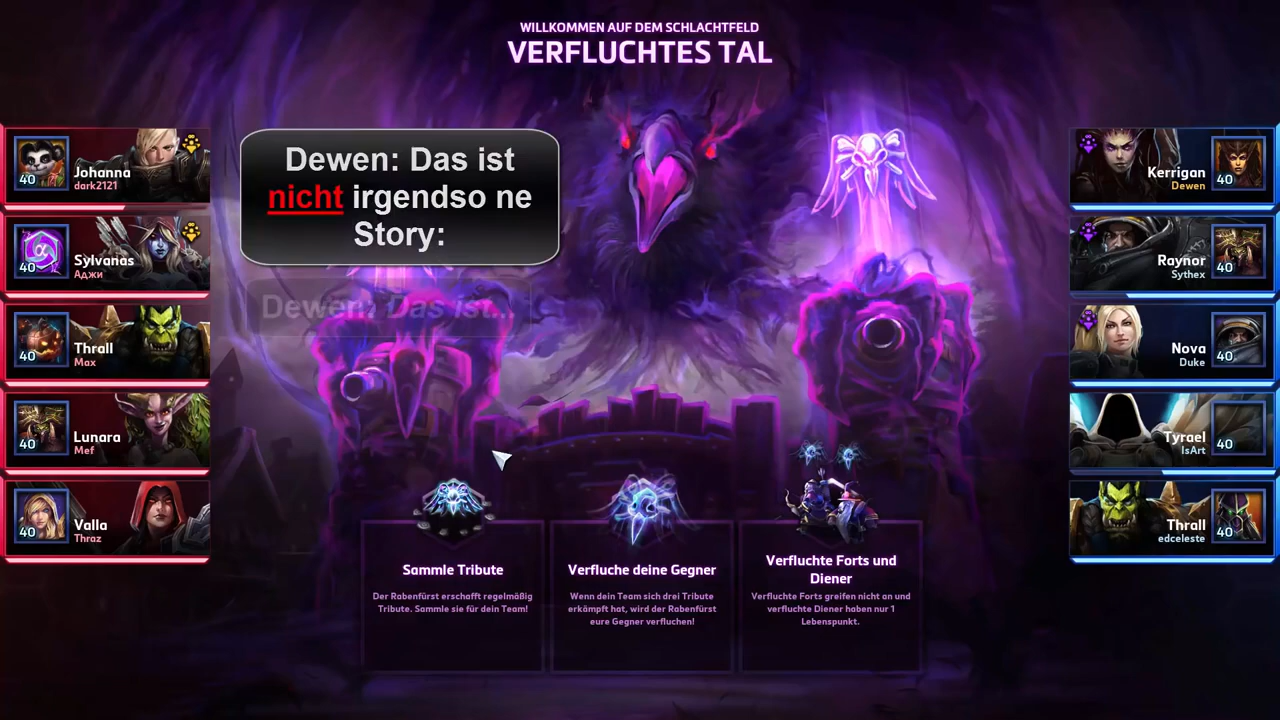 WILLKOMMEN AUF DEM SCHLACHTFELD
VERFLUCHTES TAL
40
Johanna
dark2121
40
Sylvanas
Аджи
40
Thrall
Max
40
Lunara
Mef
40
Valla
Thraz
Dewen: Das ist
nicht irgendso ne
Story:
Dewen: Das ist...
Kerrigan
Dewen
40
Raynor
Sythex
40
Nova
Duke
40
Tyrael
IsArt
40
Thrall
edceleste
40
Sammle Tribute
Der Rabenfürst erschafft regelmäßig
Tribute. Sammle sie für dein Team!
Verfluche deine Gegner
Wenn dein Team sich drei Tribute
erkämpft hat, wird der Rabenfürst
eure Gegner verfluchen!
Verfluchte Forts und
Diener
Verfluchte Forts greifen nicht an und
verfluchte Diener haben nur 1
Lebenspunkt.